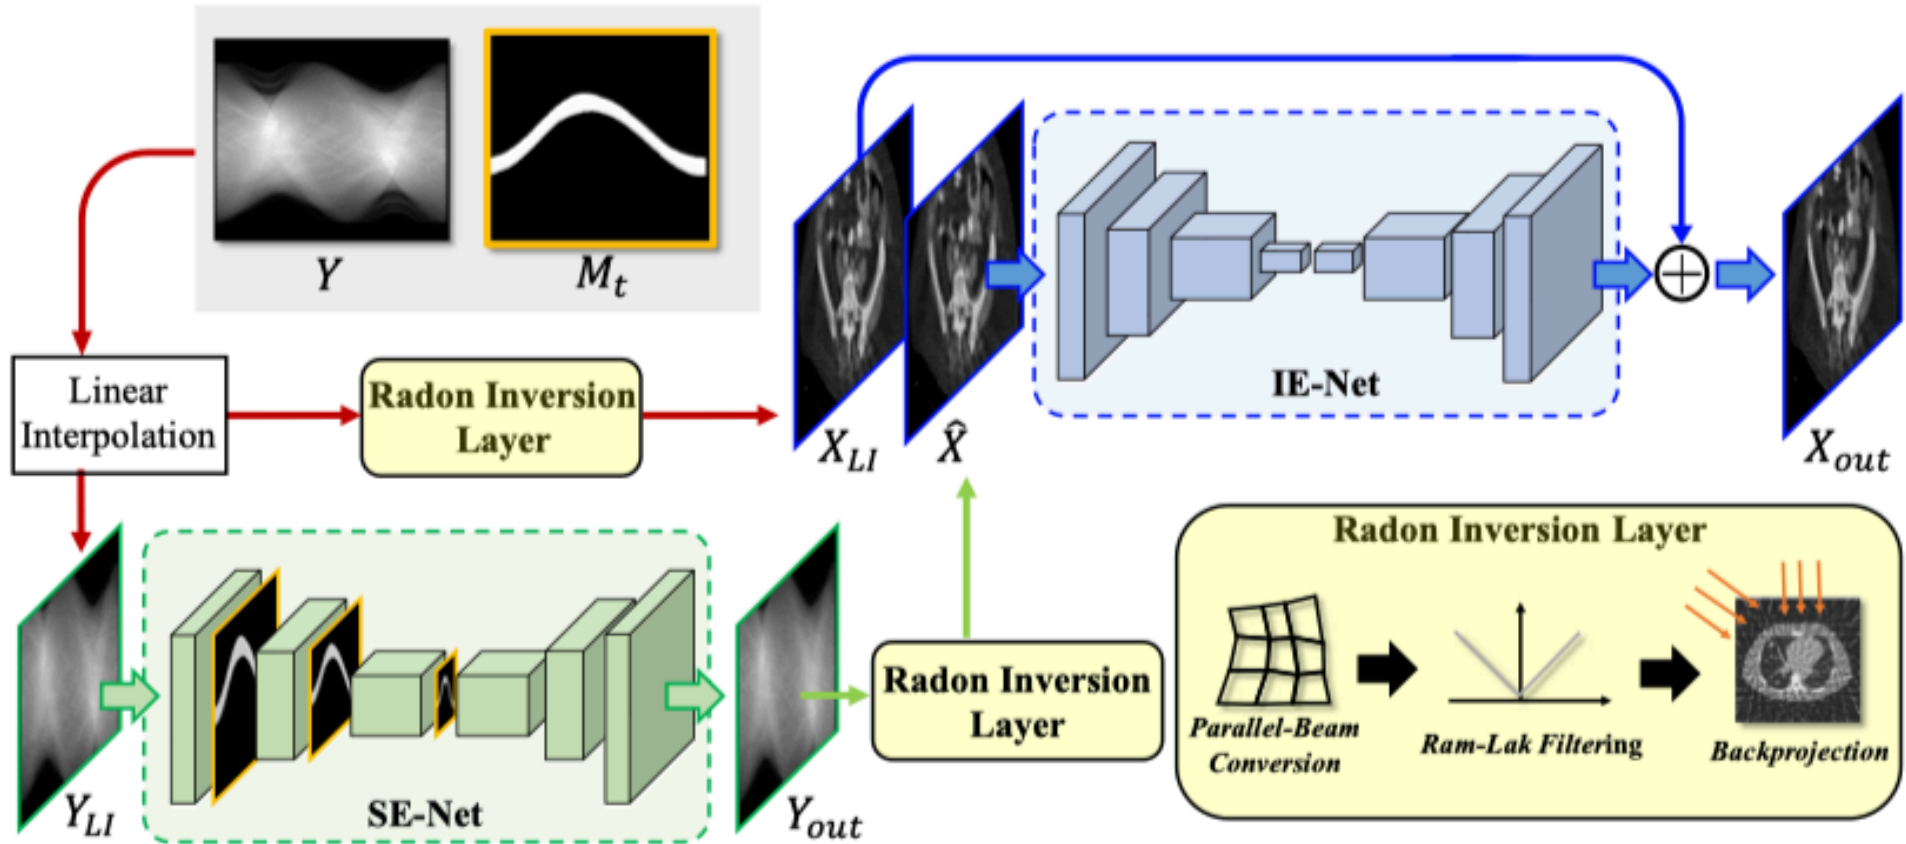 Y
M_t
Linear
Interpolation
Radon Inversion
Layer
X_LI
X̂
IE-Net
X_out
Y_LI
SE-Net
Y_out
Radon Inversion
Layer
Radon Inversion Layer
Parallel-Beam
Conversion
Ram-Lak Filtering
Backprojection